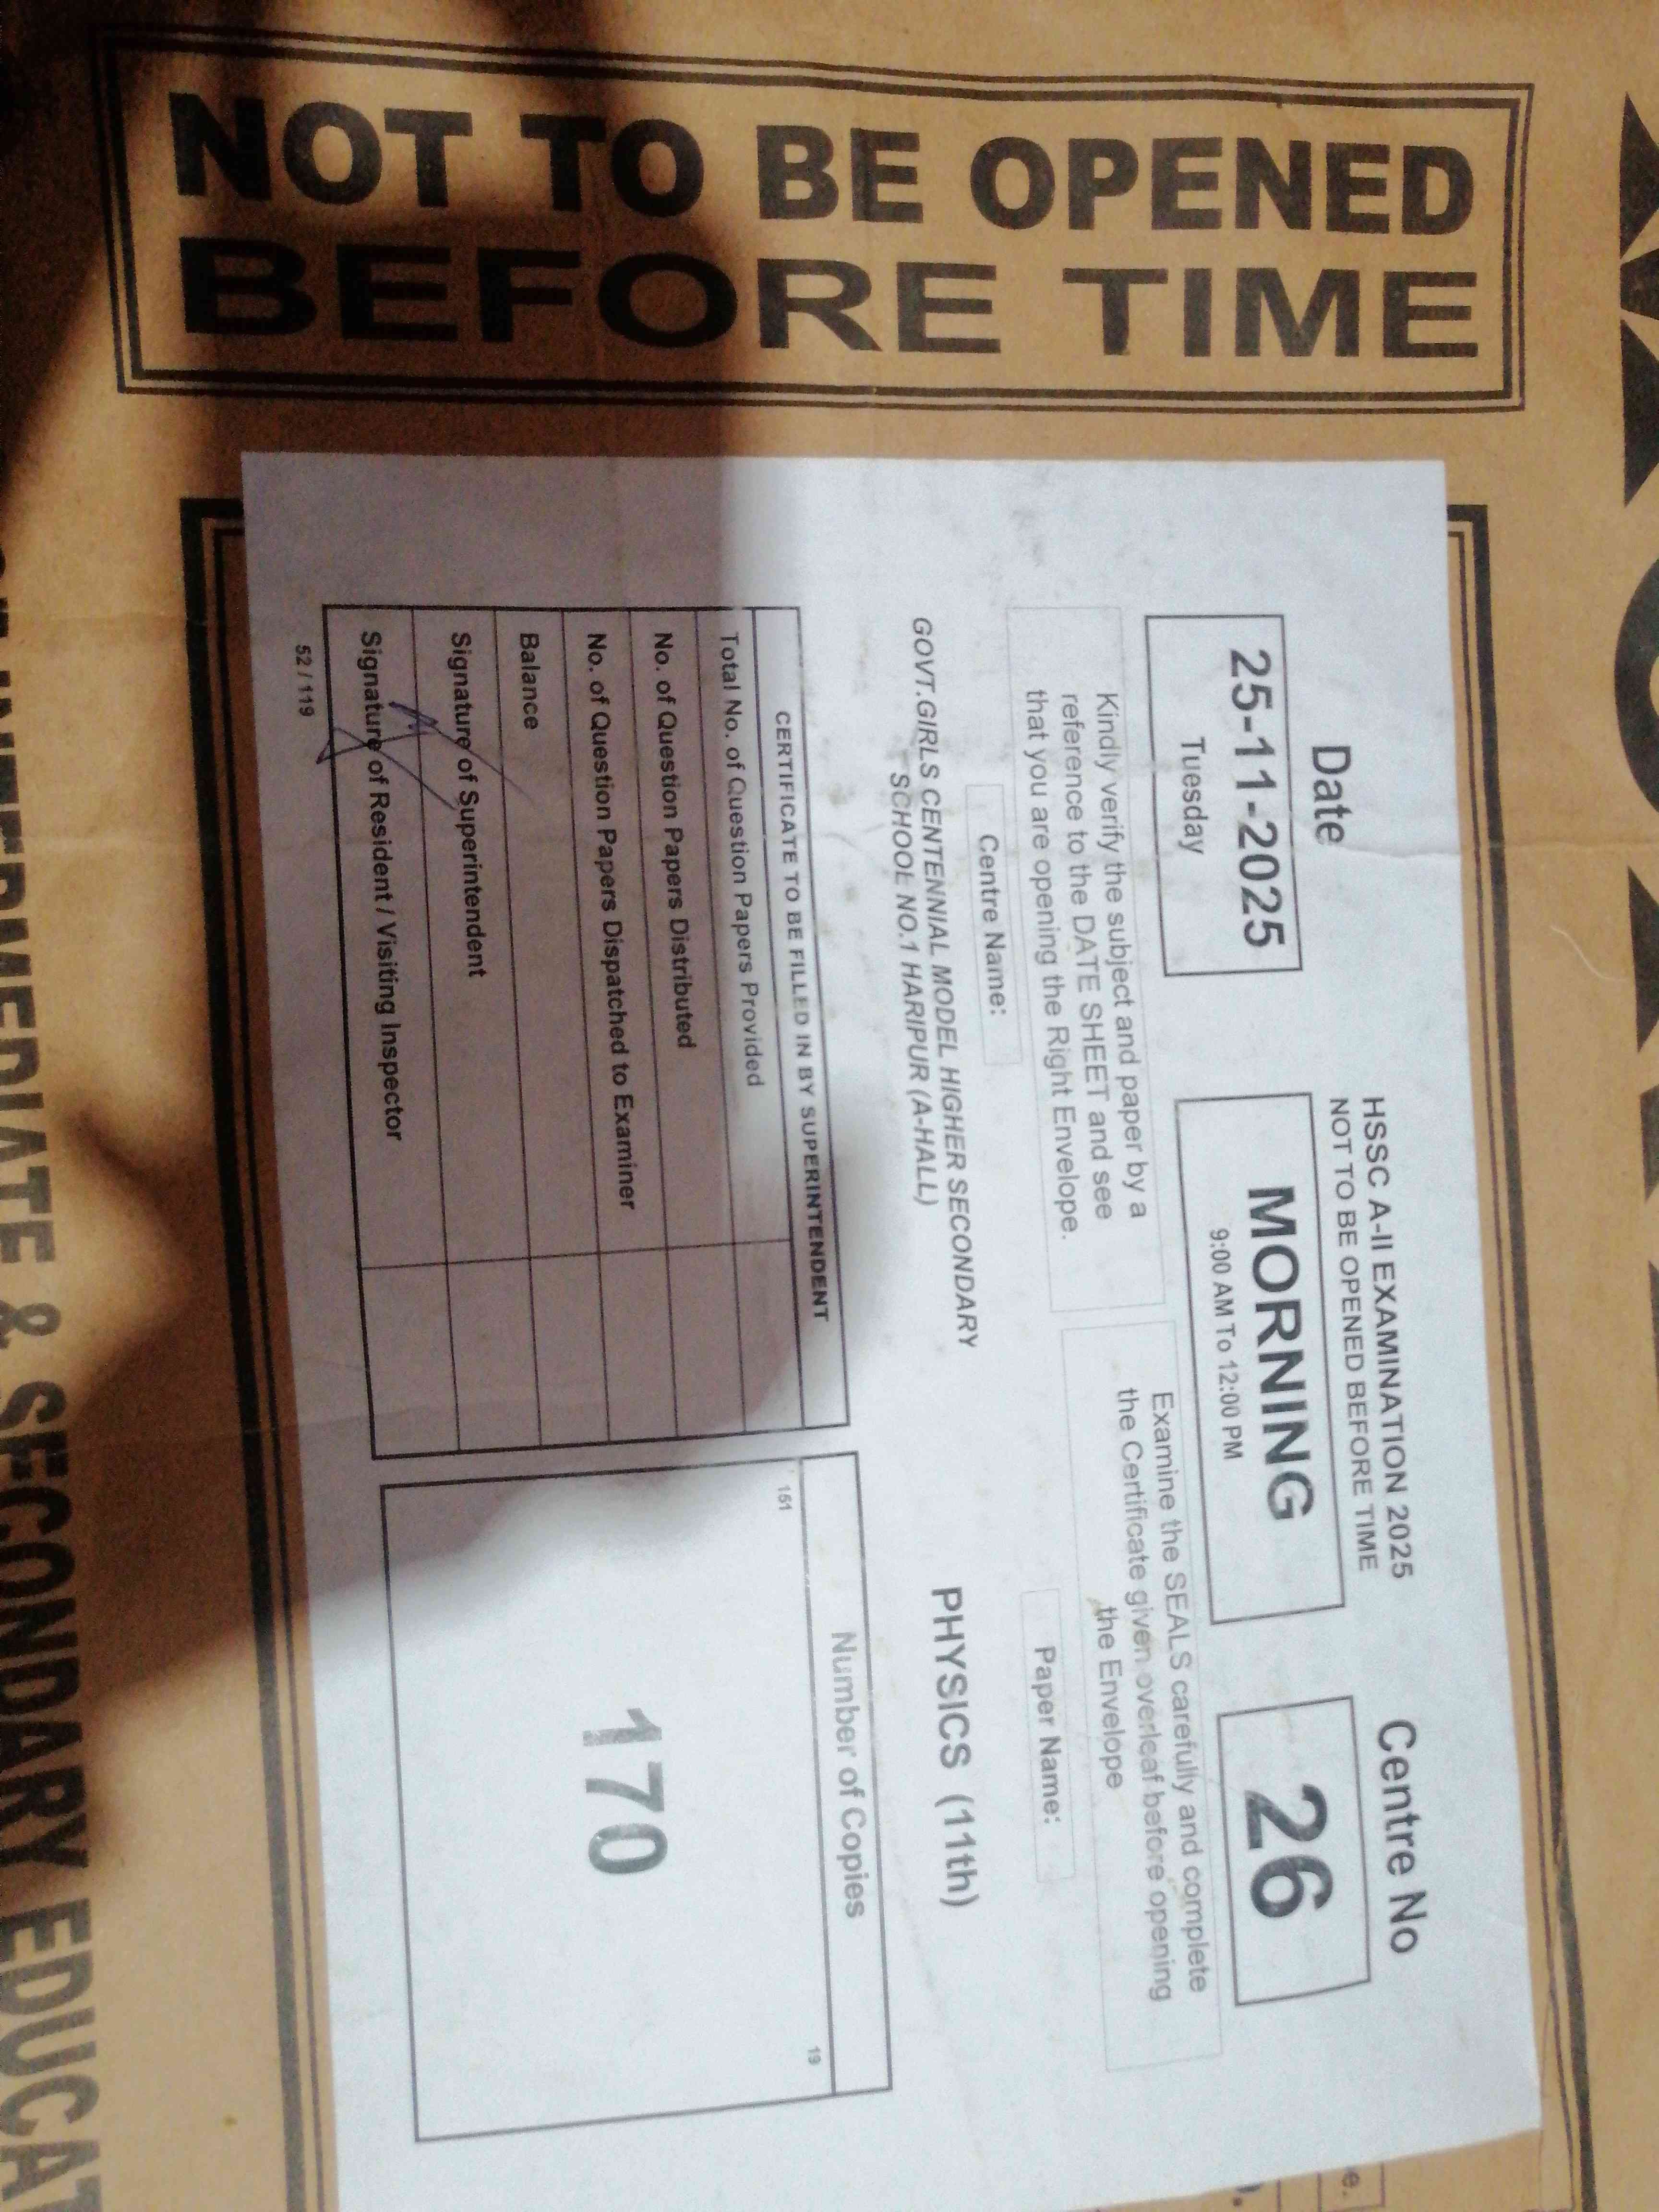 NOT TO BE OPENED
BEFORE TIME
HSSC A-II EXAMINATION 2025
NOT TO BE OPENED BEFORE TIME
Date
25-11-2025
Tuesday
MORNING
9:00 AM To 12:00 PM
Centre No
26
Kindly verify the subject and paper by a
reference to the DATE SHEET and see
that you are opening the Right Envelope.
Examine the SEALS carefully and complete
the Certificate given overleaf before opening
the Envelope
Centre Name:
GOVT.GIRLS CENTENNIAL MODEL HIGHER SECONDARY
SCHOOL NO.1 HARIPUR (A-HALL)
Paper Name:
PHYSICS (11th)
CERTIFICATE TO BE FILLED IN BY SUPERINTENDENT
Total No. of Question Papers Provided
No. of Question Papers Distributed
No. of Question Papers Dispatched to Examiner
Balance
Signature of Superintendent
Signature of Resident / Visiting Inspector
52 / 119
Number of Copies
151
19
170
INTERMEDIATE & SECONDARY EDUCAT